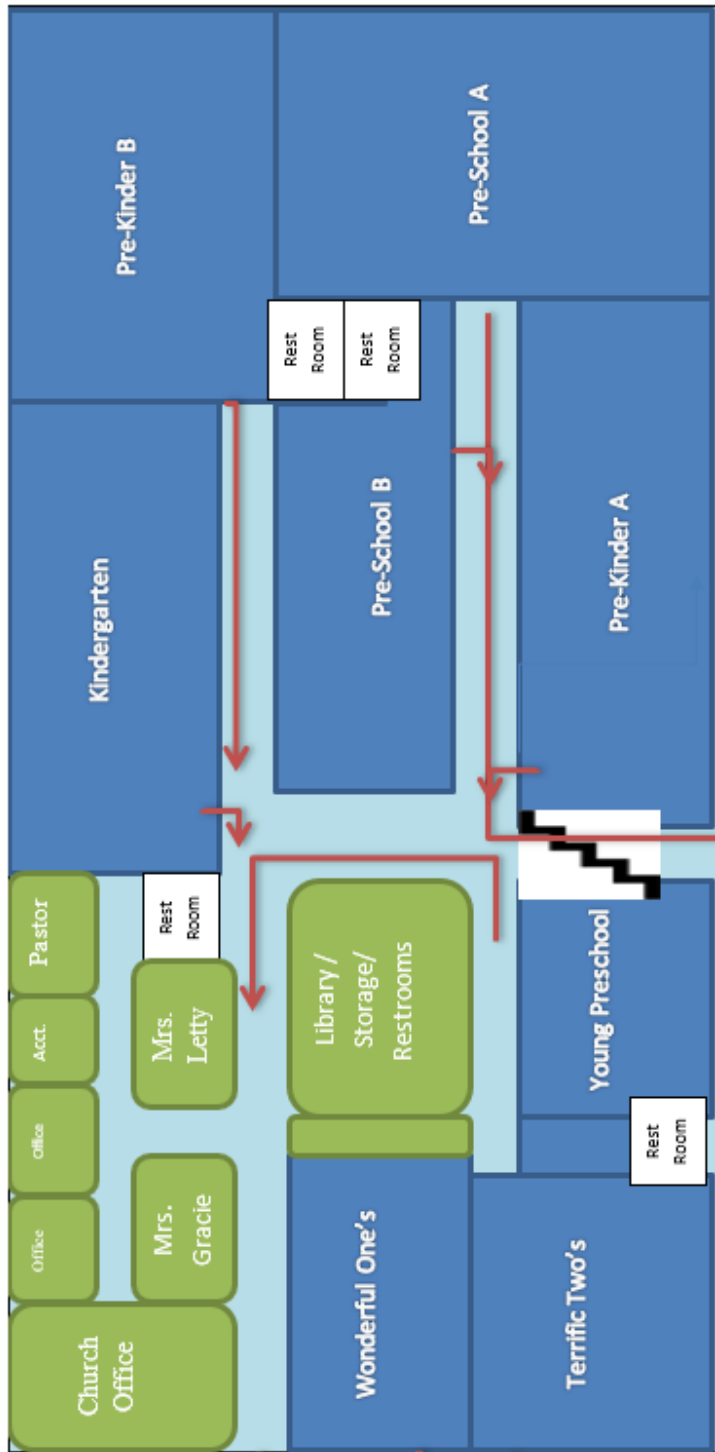 Pre-Kinder B
Pre-School A
Rest
Room
Rest
Room
Kindergarten
Pre-School B
Pre-Kinder A
Pastor
Rest
Room
Acct.
Mrs.
Letty
Library /
Storage/
Restrooms
Young Preschool
Office
Office
Mrs.
Gracie
Rest
Room
Church
Office
Wonderful One's
Terrific Two's